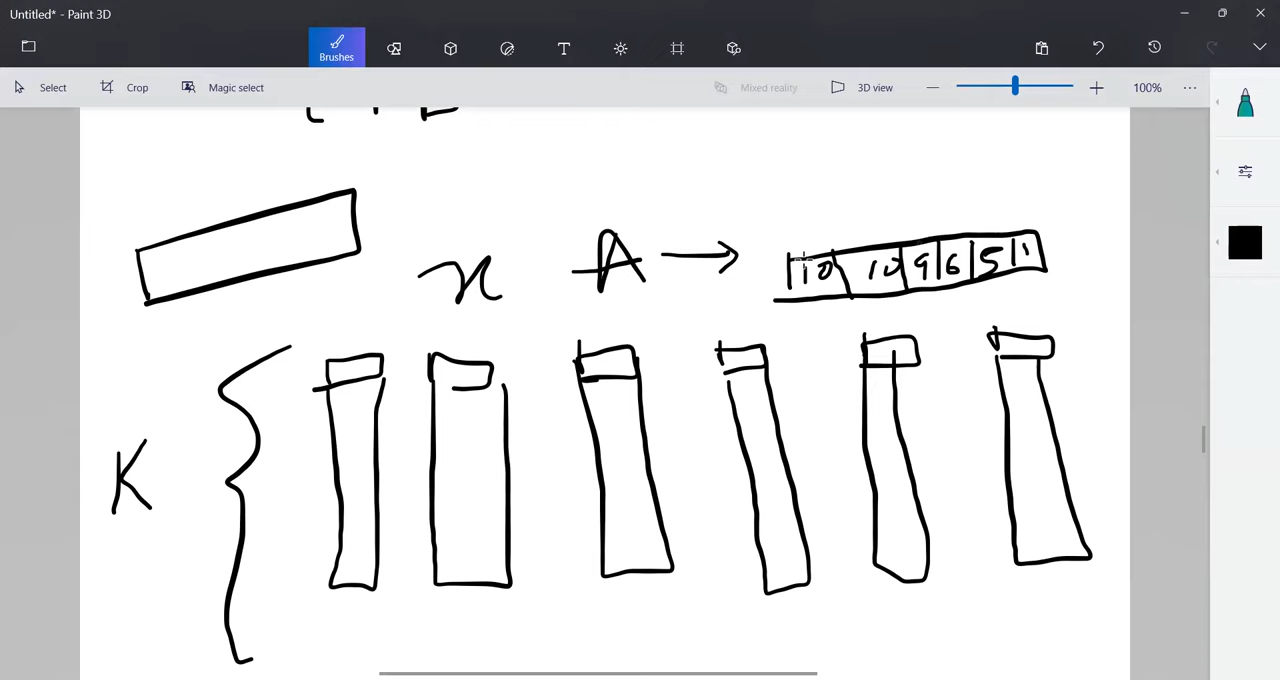 Untitled* - Paint 3D
Brushes
Select Crop Magic select Mixed reality 3D view 100% ...
x A → 10 10 9 6 5 1
K